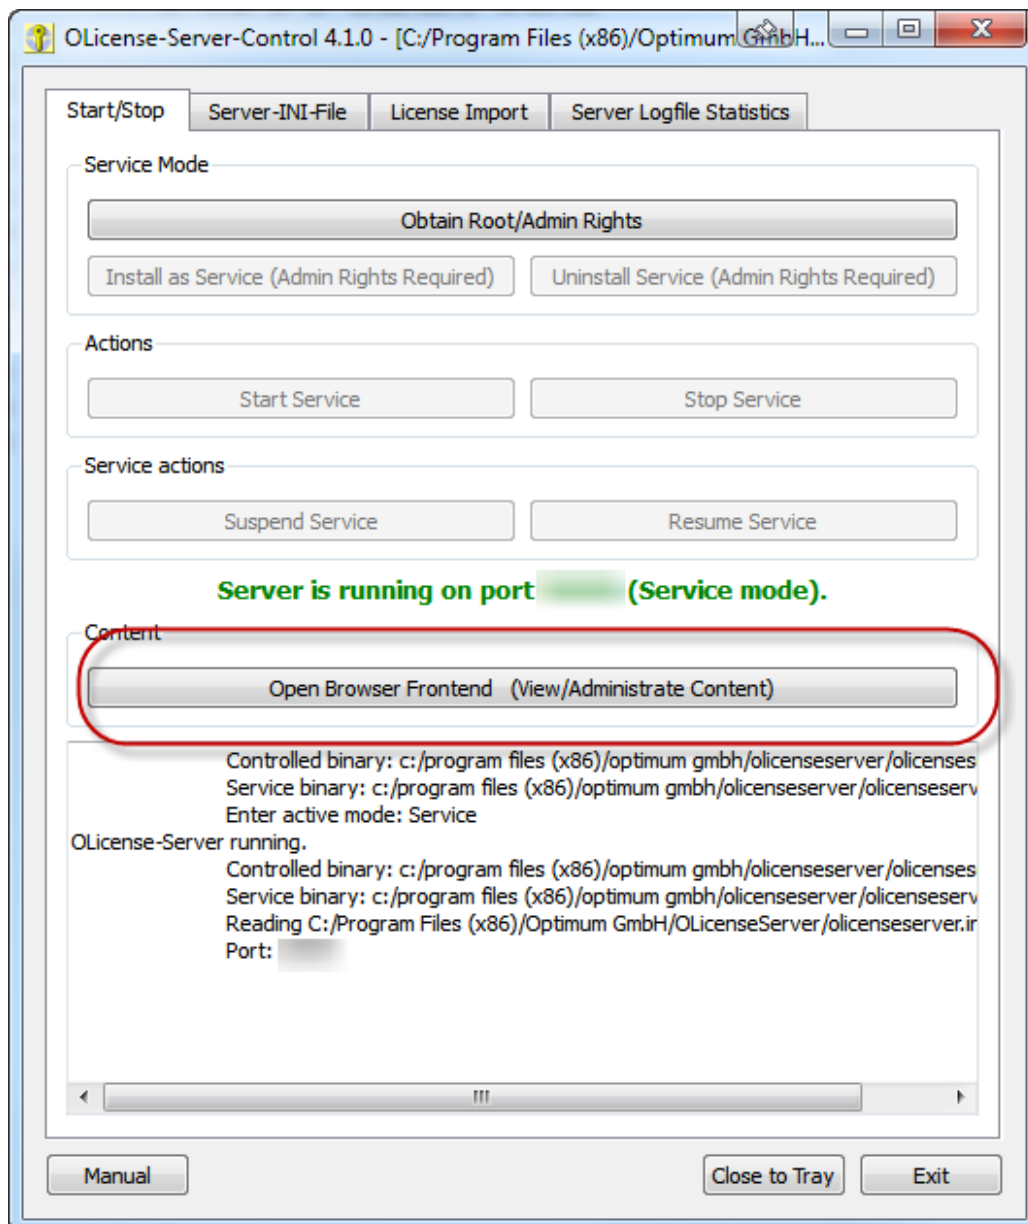 OLicense-Server-Control 4.1.0 - [C:/Program Files (x86)/Optimum GmbH...
Start/Stop Server-INI-File License Import Server Logfile Statistics
Service Mode
Obtain Root/Admin Rights
Install as Service (Admin Rights Required) Uninstall Service (Admin Rights Required)
Actions
Start Service Stop Service
Service actions
Suspend Service Resume Service
Server is running on port (Service mode).
Content
Open Browser Frontend (View/Administrate Content)
Controlled binary: c:/program files (x86)/optimum gmbh/olicenseserver/olicenses
Service binary: c:/program files (x86)/optimum gmbh/olicenseserver/olicenseserv
Enter active mode: Service
OLicense-Server running.
Controlled binary: c:/program files (x86)/optimum gmbh/olicenseserver/olicenses
Service binary: c:/program files (x86)/optimum gmbh/olicenseserver/olicenseserv
Reading C:/Program Files (x86)/Optimum GmbH/OLicenseServer/olicenseserver.ir
Port:
Manual Close to Tray Exit